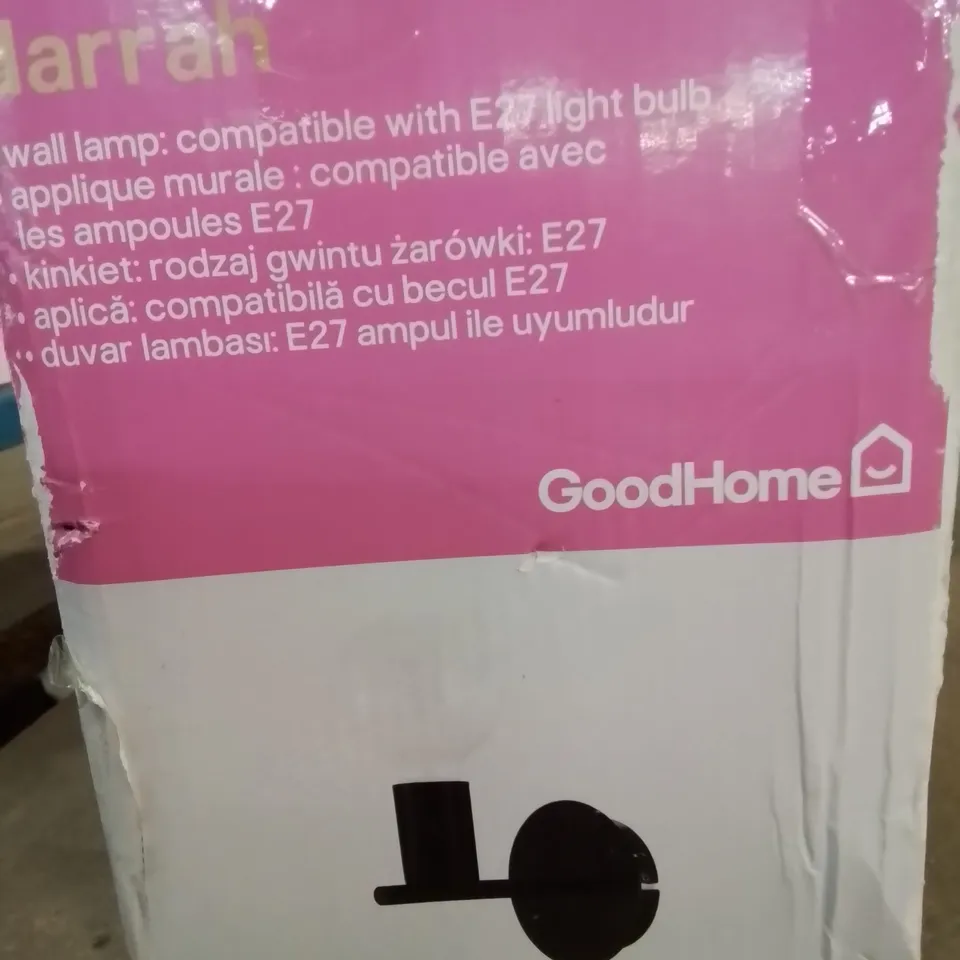 wall lamp: compatible with E27 light bulb
applique murale : compatible avec
les ampoules E27
kinkiet: rodzaj gwintu żarówki: E27
aplică: compatibilă cu becul E27
duvar lambası: E27 ampul ile uyumludur
GoodHome